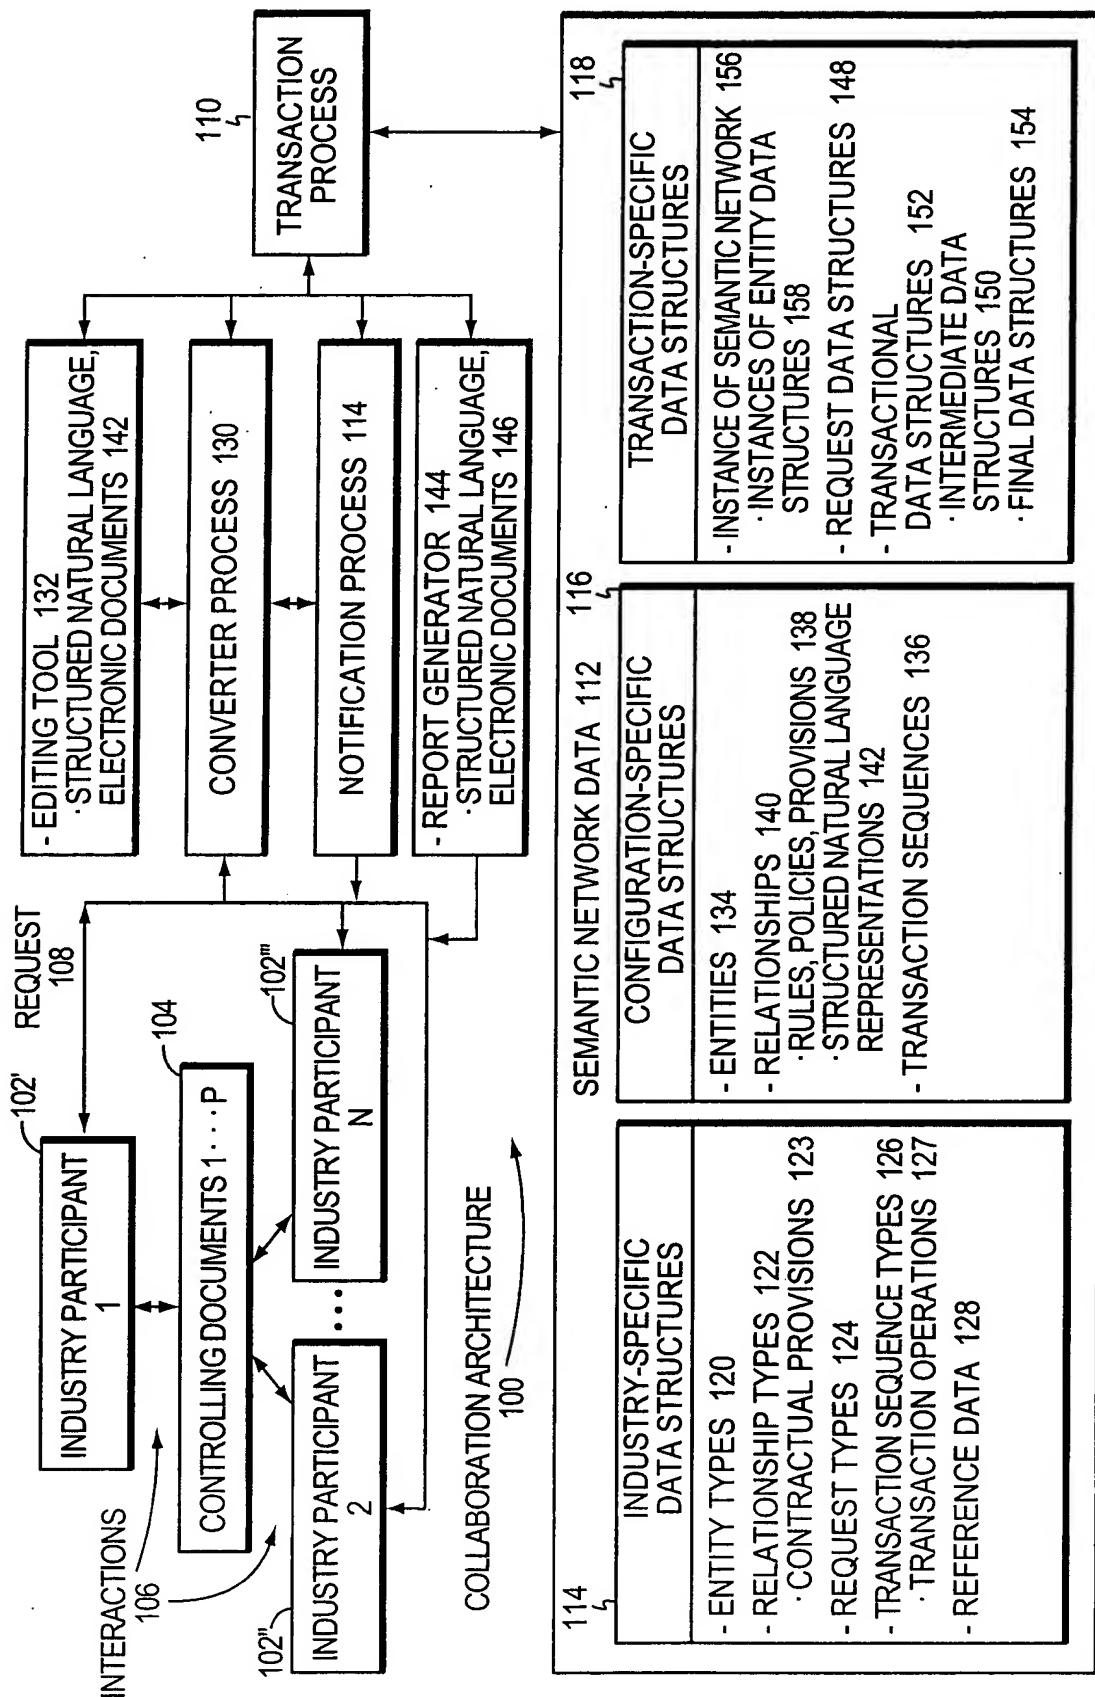 INTERACTIONS
106
102'
INDUSTRY PARTICIPANT
1
104
CONTROLLING DOCUMENTS 1 · · · P
102''
INDUSTRY PARTICIPANT
2
• • •
102'''
INDUSTRY PARTICIPANT
N
REQUEST
108
COLLABORATION ARCHITECTURE
100
- EDITING TOOL 132
· STRUCTURED NATURAL LANGUAGE,
ELECTRONIC DOCUMENTS 142
CONVERTER PROCESS 130
NOTIFICATION PROCESS 114
- REPORT GENERATOR 144
· STRUCTURED NATURAL LANGUAGE,
ELECTRONIC DOCUMENTS 146
110
TRANSACTION
PROCESS
SEMANTIC NETWORK DATA 112
114
INDUSTRY-SPECIFIC
DATA STRUCTURES
- ENTITY TYPES 120
- RELATIONSHIP TYPES 122
· CONTRACTUAL PROVISIONS 123
- REQUEST TYPES 124
- TRANSACTION SEQUENCE TYPES 126
· TRANSACTION OPERATIONS 127
- REFERENCE DATA 128
116
CONFIGURATION-SPECIFIC
DATA STRUCTURES
- ENTITIES 134
- RELATIONSHIPS 140
· RULES, POLICIES, PROVISIONS 138
· STRUCTURED NATURAL LANGUAGE
REPRESENTATIONS 142
- TRANSACTION SEQUENCES 136
118
TRANSACTION-SPECIFIC
DATA STRUCTURES
- INSTANCE OF SEMANTIC NETWORK 156
· INSTANCES OF ENTITY DATA
STRUCTURES 158
- REQUEST DATA STRUCTURES 148
- TRANSACTIONAL
DATA STRUCTURES 152
· INTERMEDIATE DATA
STRUCTURES 150
· FINAL DATA STRUCTURES 154